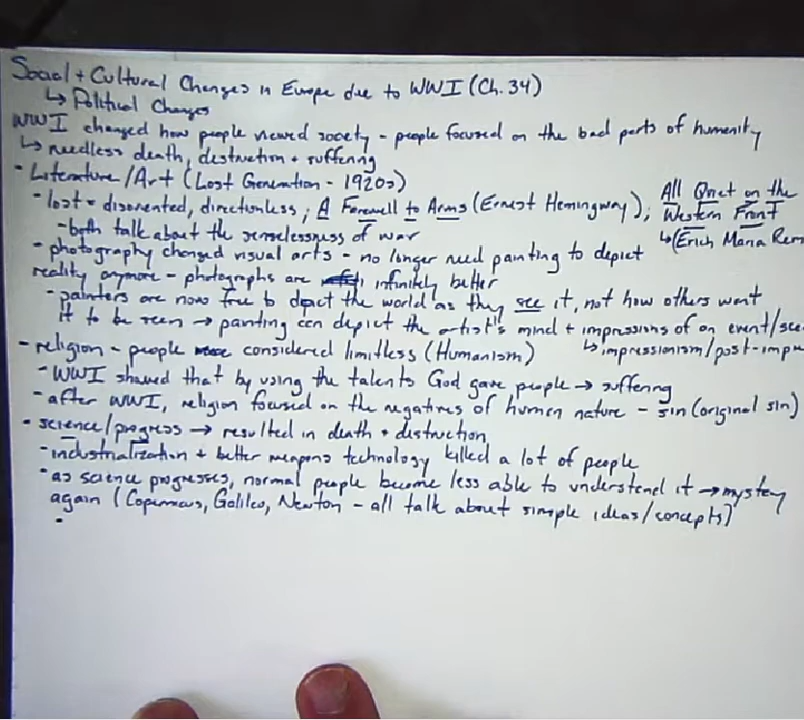 Social + Cultural Changes in Europe due to WWI (Ch. 34)
↳ Political Changes
WWI changed how people viewed society - people focused on the bad parts of humanity
↳ needless death, destruction + suffering
- Literature/Art (Lost Generation - 1920s)
- lost = disoriented, directionless; A Farewell to Arms (Ernest Hemingway); All Quiet on the Western Front
- both talk about the senselessness of war ↳ (Erich Maria Rem
- photography changed visual arts - no longer need painting to depict
reality anymore - photographs are infinitely better
- painters are now free to depict the world as they see it, not how others want
it to be seen → painting can depict the artist's mind + impressions of an event/sce
- religion - people considered limitless (Humanism) ↳ impressionism/post-impr
- WWI showed that by using the talents God gave people → suffering
- after WWI, religion focused on the negatives of human nature - sin (original sin)
- science/progress → resulted in death + destruction
- industrialization + better weapons technology killed a lot of people
- as science progresses, normal people become less able to understand it → mystery
again (Copernicus, Galileo, Newton - all talk about simple ideas/concepts)